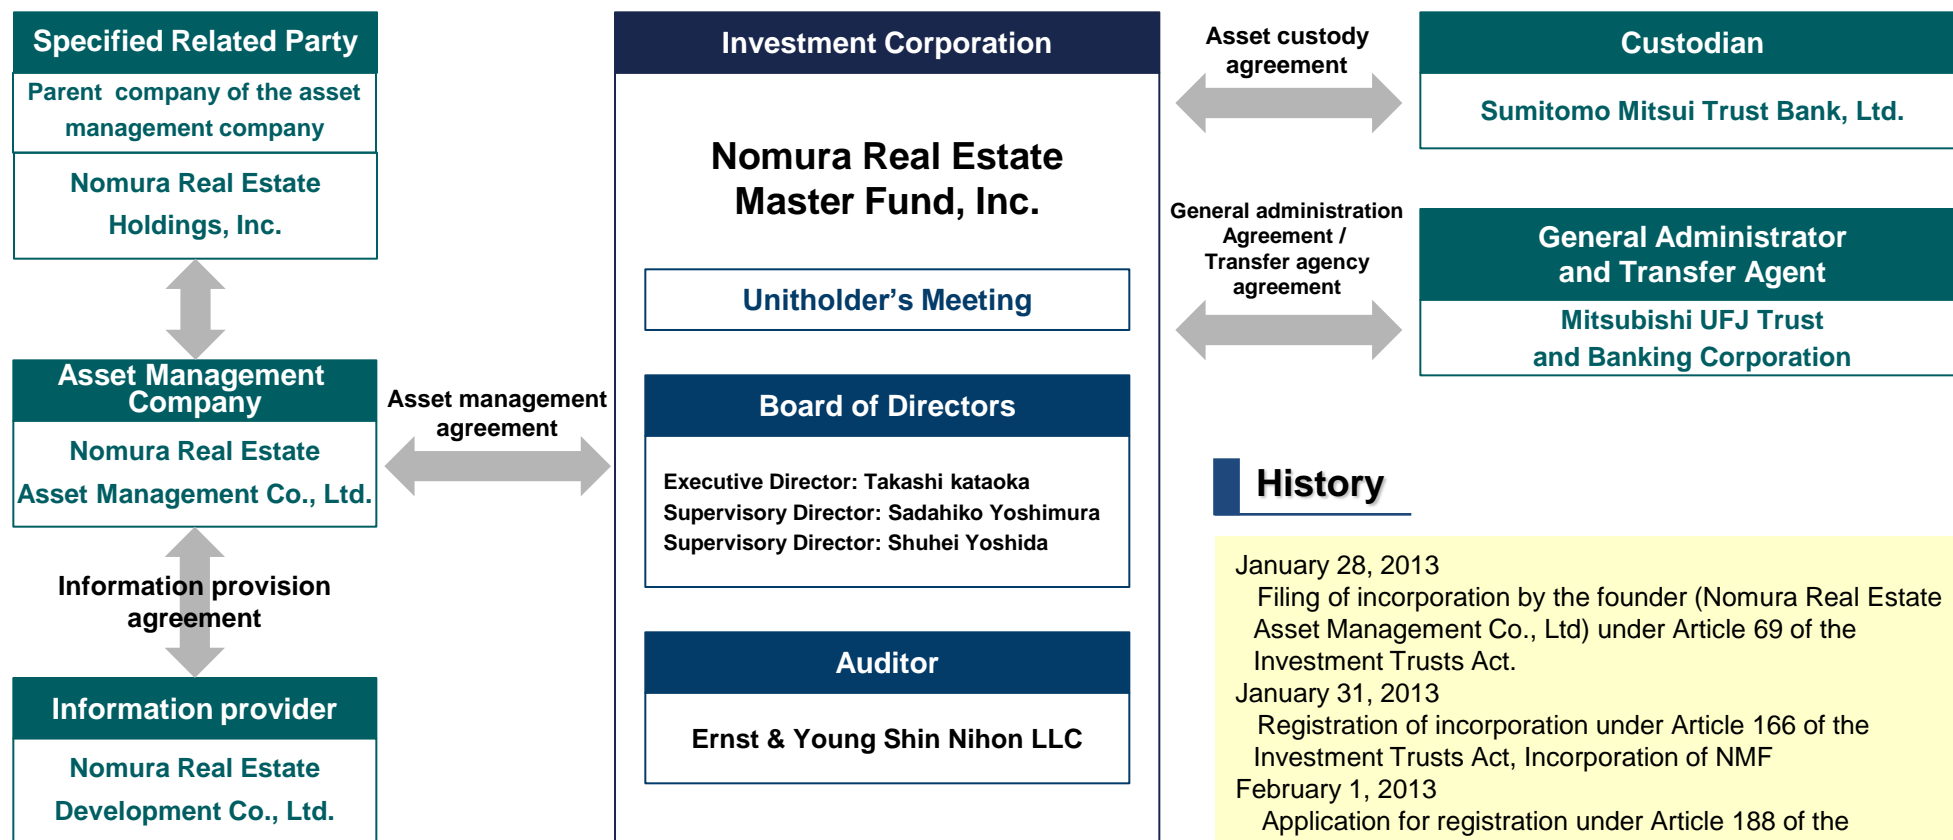 Specified Related Party
Parent company of the asset
management company
Nomura Real Estate
Holdings, Inc.
Asset Management
Company
Nomura Real Estate
Asset Management Co., Ltd.
Information provision
agreement
Information provider
Nomura Real Estate
Development Co., Ltd.
Asset management
agreement
Investment Corporation
Nomura Real Estate
Master Fund, Inc.
Unitholder’s Meeting
Board of Directors
Executive Director: Takashi kataoka
Supervisory Director: Sadahiko Yoshimura
Supervisory Director: Shuhei Yoshida
Auditor
Ernst & Young Shin Nihon LLC
Asset custody
agreement
Custodian
Sumitomo Mitsui Trust Bank, Ltd.
General administration
Agreement /
Transfer agency
agreement
General Administrator
and Transfer Agent
Mitsubishi UFJ Trust
and Banking Corporation
History
January 28, 2013
Filing of incorporation by the founder (Nomura Real Estate
Asset Management Co., Ltd) under Article 69 of the
Investment Trusts Act.
January 31, 2013
Registration of incorporation under Article 166 of the
Investment Trusts Act, Incorporation of NMF
February 1, 2013
Application for registration under Article 188 of the